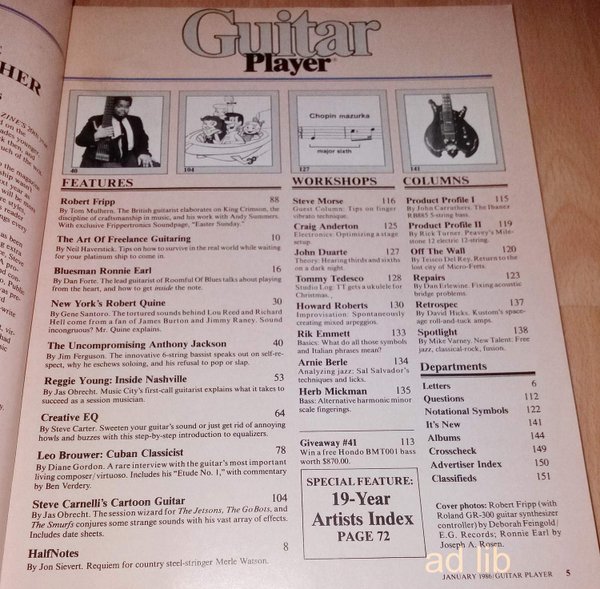 HER
Guitar
Player
40
104
127
141
Chopin mazurka
major sixth
FEATURES
Robert Fripp 88
By Tom Mulhern. The British guitarist elaborates on King Crimson, the
discipline of craftsmanship in music, and his work with Andy Summers.
With exclusive Frippertronics Soundpage, "Easter Sunday."
The Art Of Freelance Guitaring 10
By Neil Haverstick. Tips on how to survive in the real world while waiting
for your platinum ship to come in.
Bluesman Ronnie Earl 16
By Dan Forte. The lead guitarist of Roomful Of Blues talks about playing
from the heart, and how to get inside the note.
New York's Robert Quine 30
By Gene Santoro. The tortured sounds behind Lou Reed and Richard
Hell come from a fan of James Burton and Jimmy Raney. Sound
incongruous? Mr. Quine explains.
The Uncompromising Anthony Jackson 40
By Jim Ferguson. The innovative 6-string bassist speaks out on self-re-
spect, why he eschews soloing, and his refusal to pop or slap.
Reggie Young: Inside Nashville 53
By Jas Obrecht. Music City's first-call guitarist explains what it takes to
succeed as a session musician.
Creative EQ 64
By Steve Carter. Sweeten your guitar's sound or just get rid of annoying
howls and buzzes with this step-by-step introduction to equalizers.
Leo Brouwer: Cuban Classicist 78
By Diane Gordon. A rare interview with the guitar's most important
living composer/virtuoso. Includes his "Etude No. 1," with commentary
by Ben Verdery.
Steve Carnelli's Cartoon Guitar 104
By Jas Obrecht. The session wizard for The Jetsons, The GoBots, and
The Smurfs conjures some strange sounds with his vast array of effects.
Includes date sheets.
HalfNotes 8
By Jon Sievert. Requiem for country steel-stringer Merle Watson.
WORKSHOPS
Steve Morse 116
Guest Column: Tips on finger
vibrato technique.
Craig Anderton 125
Electronics: Optimizing a stage
setup.
John Duarte 127
Theory: Hearing thirds and sixths
on a dark night.
Tommy Tedesco 128
Studio Log: TT gets a ukulele for
Christmas.
Howard Roberts 130
Improvisation: Spontaneously
creating mixed arpeggios.
Rik Emmett 133
Basics: What do all those symbols
and Italian phrases mean?
Arnie Berle 134
Analyzing jazz: Sal Salvador's
techniques and licks.
Herb Mickman 135
Bass: Alternative harmonic minor
scale fingerings.
Giveaway #41 113
Win a free Hondo BMT001 bass
worth $870.00.
SPECIAL FEATURE:
19-Year
Artists Index
PAGE 72
COLUMNS
Product Profile I 115
By John Carruthers. The Ibanez
RB885 5-string bass.
Product Profile II 119
By Rick Turner. Peavey's Mile-
stone 12 electric 12-string.
Off The Wall 120
By Teisco Del Rey. Return to the
lost city of Micro-Frets.
Repairs 123
By Dan Erlewine. Fixing acoustic
bridge problems.
Retrospec 137
By David Hicks. Kustom's space-
age roll-and-tuck amps.
Spotlight 138
By Mike Varney. New Talent: Free
jazz, classical-rock, fusion.
Departments
Letters 6
Questions 112
Notational Symbols 122
It's New 141
Albums 144
Crosscheck 149
Advertiser Index 150
Classifieds 151
Cover photos: Robert Fripp (with
Roland GR-300 guitar synthesizer
controller) by Deborah Feingold/
E.G. Records; Ronnie Earl by
Joseph A. Rosen.
ad lib
JANUARY 1986/GUITAR PLAYER 5